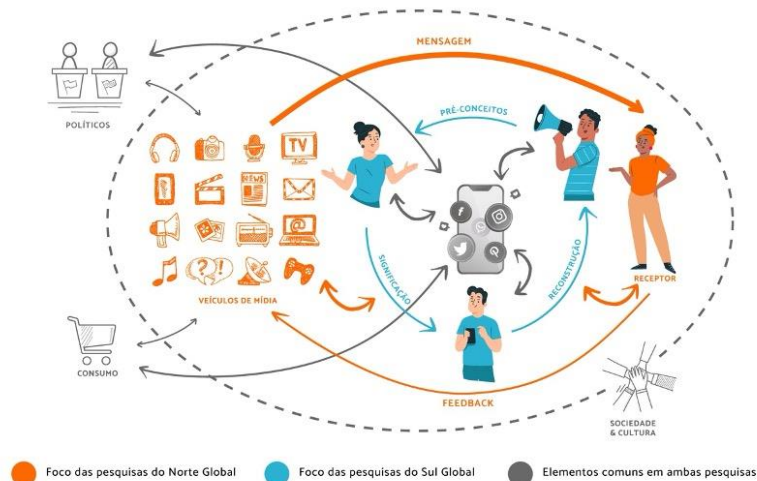 MENSAGEM
POLÍTICOS
PRÉ-CONCEITOS
TV
NEWS
SIGNIFICAÇÃO
RECONSTRUÇÃO
VEÍCULOS DE MÍDIA
RECEPTOR
CONSUMO
FEEDBACK
SOCIEDADE
& CULTURA
Foco das pesquisas do Norte Global
Foco das pesquisas do Sul Global
Elementos comuns em ambas pesquisas